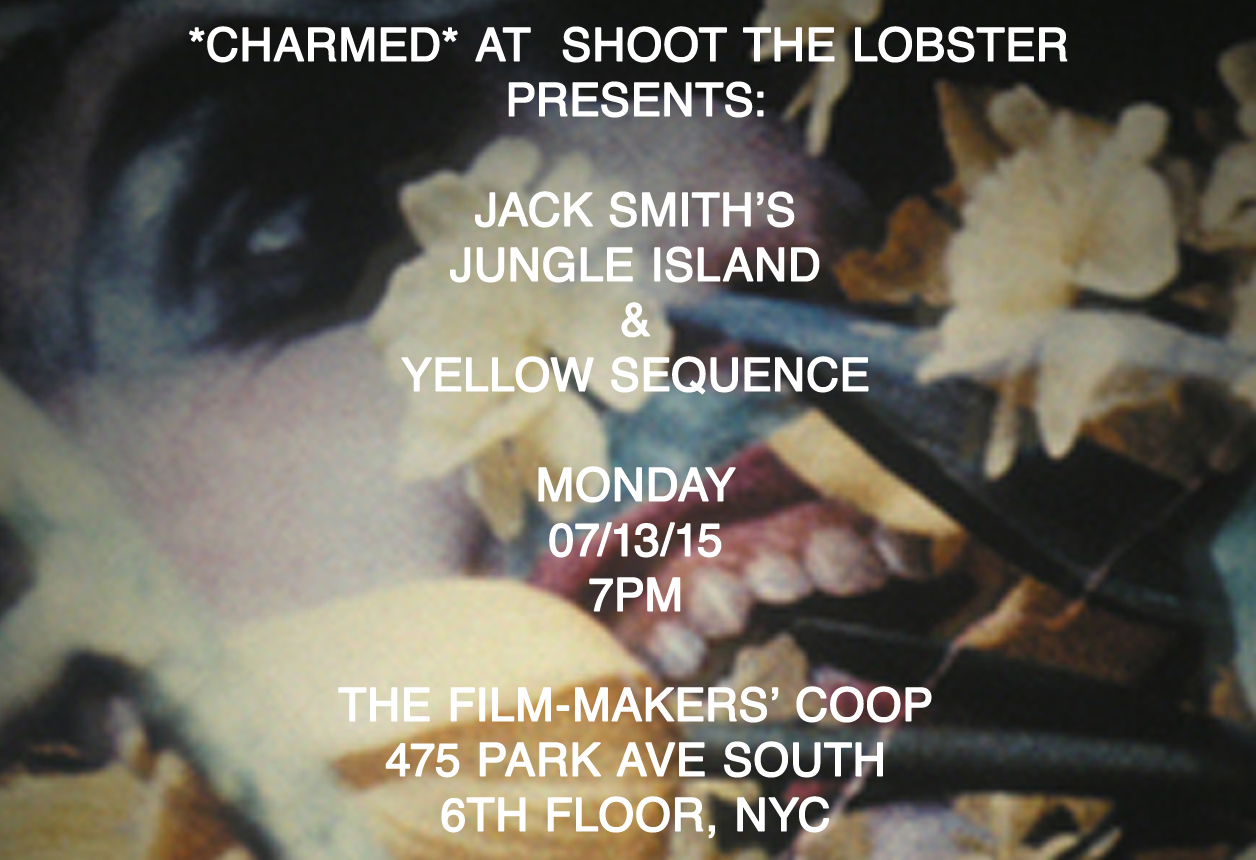 *CHARMED* AT  SHOOT THE LOBSTER
PRESENTS:
JACK SMITH’S
JUNGLE ISLAND
&
YELLOW SEQUENCE
MONDAY
07/13/15
7PM
THE FILM-MAKERS’ COOP
475 PARK AVE SOUTH
6TH FLOOR, NYC